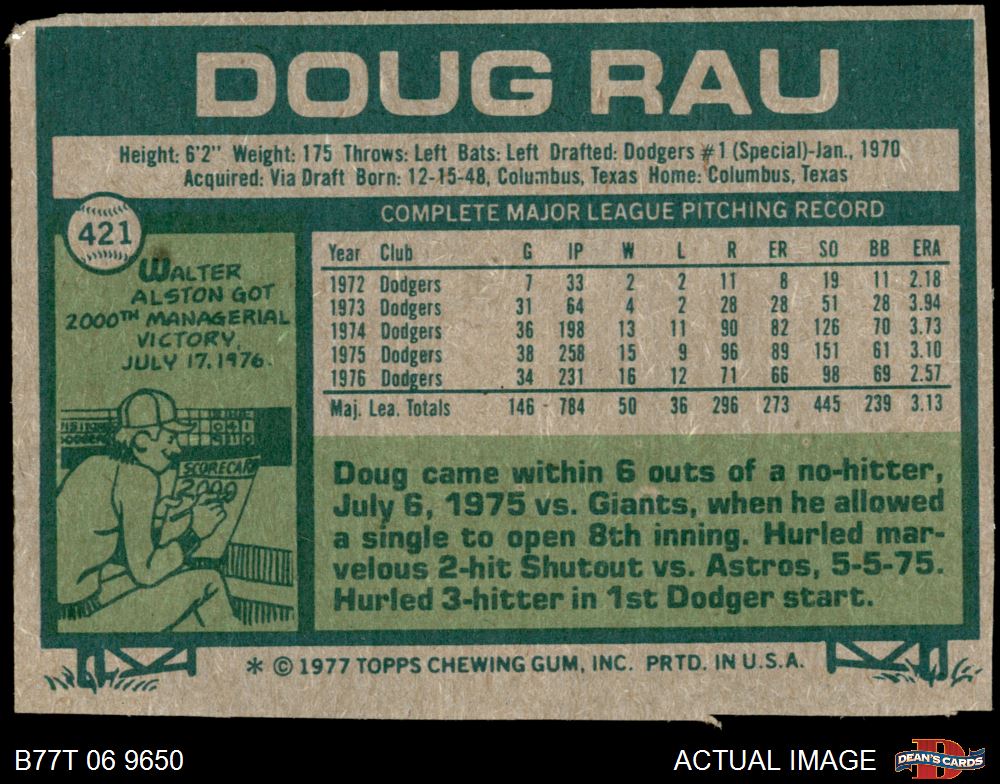 DOUG RAU
Height: 6'2" Weight: 175 Throws: Left Bats: Left Drafted: Dodgers #1 (Special)-Jan., 1970
Acquired: Via Draft Born: 12-15-48, Columbus, Texas Home: Columbus, Texas
COMPLETE MAJOR LEAGUE PITCHING RECORD
421
WALTER
ALSTON GOT
2000TH MANAGERIAL
VICTORY,
JULY 17, 1976.
SCORECARD
2000
Year Club G IP W L R ER SO BB ERA
1972 Dodgers 7 33 2 2 11 8 19 11 2.18
1973 Dodgers 31 64 4 2 28 28 51 28 3.94
1974 Dodgers 36 198 13 11 90 82 126 70 3.73
1975 Dodgers 38 258 15 9 96 89 151 61 3.10
1976 Dodgers 34 231 16 12 71 66 98 69 2.57
Maj. Lea. Totals 146 784 50 36 296 273 445 239 3.13
Doug came within 6 outs of a no-hitter,
July 6, 1975 vs. Giants, when he allowed
a single to open 8th inning. Hurled mar-
velous 2-hit Shutout vs. Astros, 5-5-75.
Hurled 3-hitter in 1st Dodger start.
* © 1977 TOPPS CHEWING GUM, INC. PRTD. IN U.S.A.
B77T 06 9650
ACTUAL IMAGE
DEAN'S CARDS